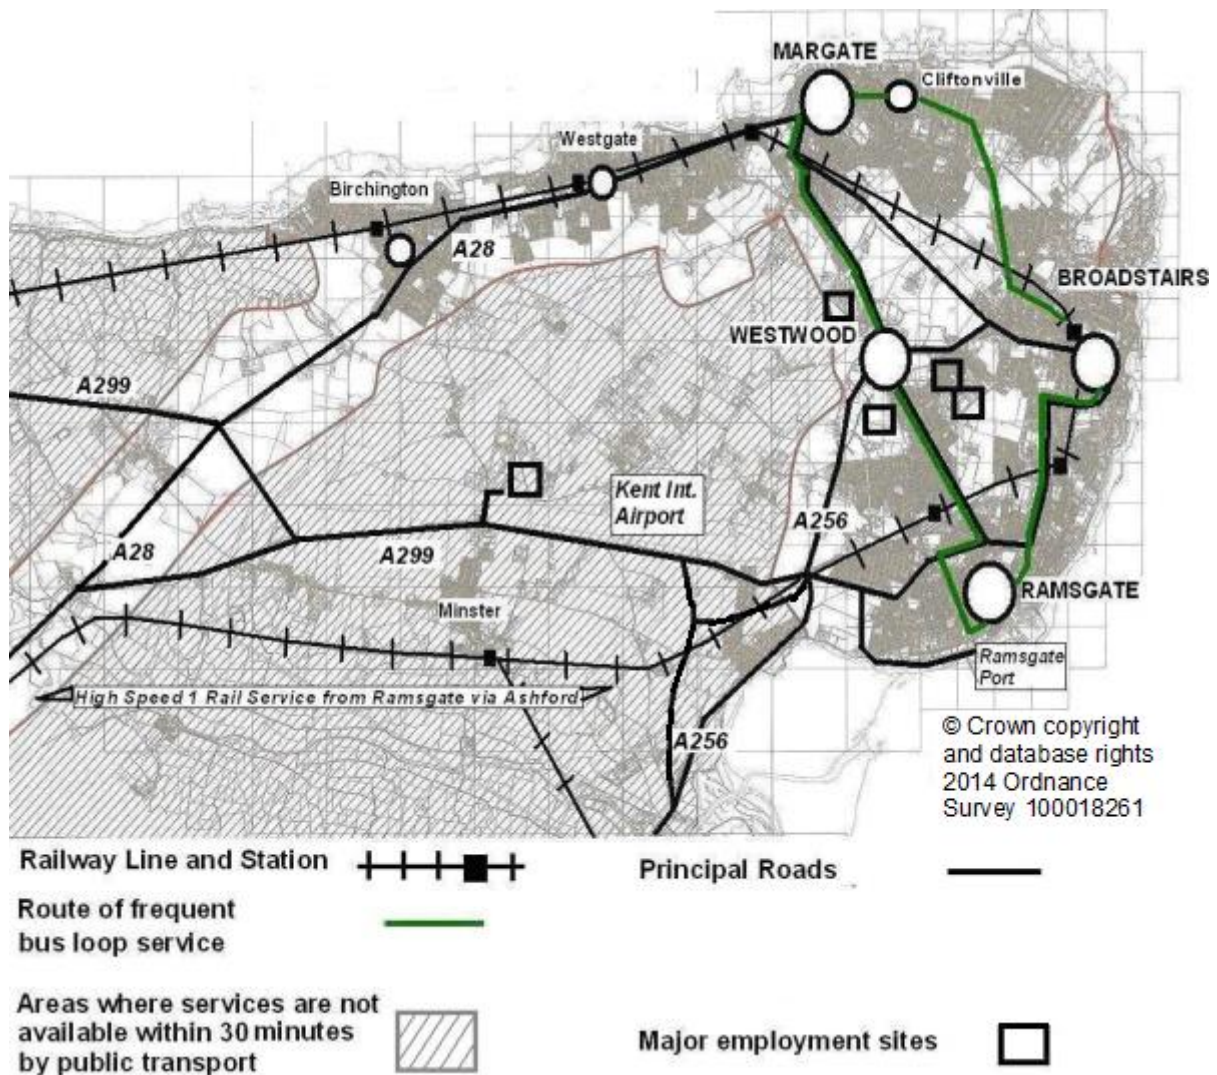 MARGATE
Cliftonville
Westgate
Birchington
A28
BROADSTAIRS
WESTWOOD
A299
Kent Int.
Airport
A256
A28
A299
Minster
RAMSGATE
Ramsgate
Port
High Speed 1 Rail Service from Ramsgate via Ashford
A256
© Crown copyright
and database rights
2014 Ordnance
Survey 100018261
Railway Line and Station
Principal Roads
Route of frequent
bus loop service
Areas where services are not
available within 30 minutes
by public transport
Major employment sites